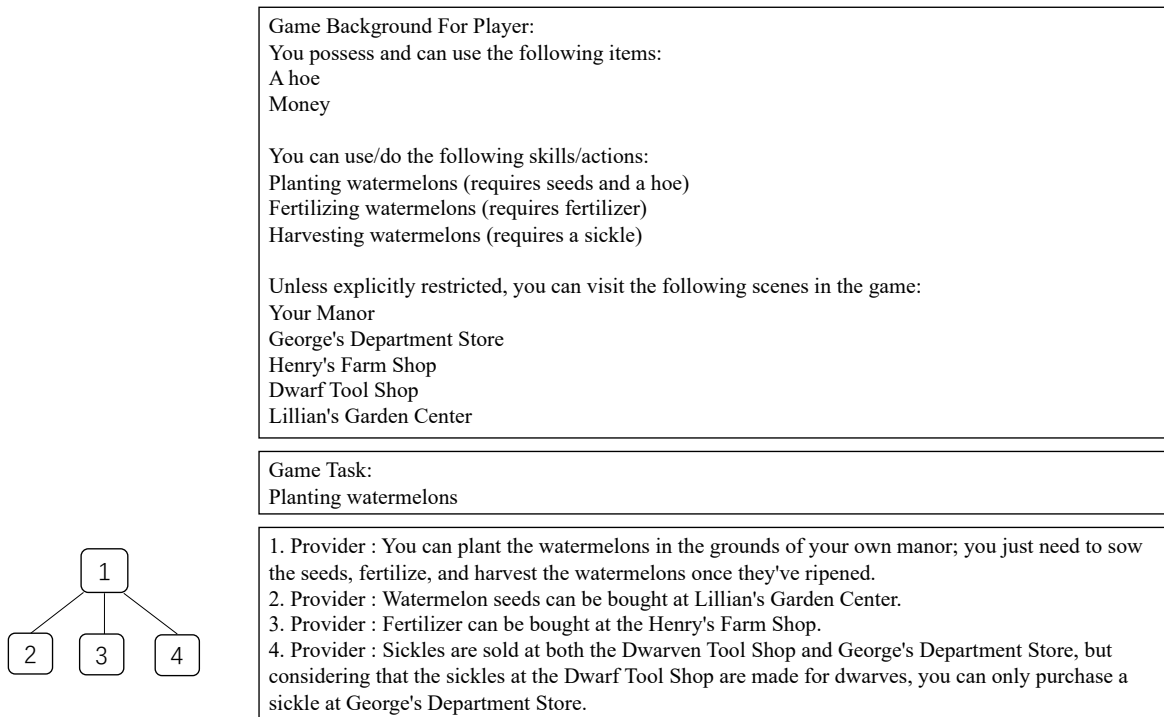 Game Background For Player:
You possess and can use the following items:
A hoe
Money
You can use/do the following skills/actions:
Planting watermelons (requires seeds and a hoe)
Fertilizing watermelons (requires fertilizer)
Harvesting watermelons (requires a sickle)
Unless explicitly restricted, you can visit the following scenes in the game:
Your Manor
George's Department Store
Henry's Farm Shop
Dwarf Tool Shop
Lillian's Garden Center
Game Task:
Planting watermelons
1. Provider : You can plant the watermelons in the grounds of your own manor; you just need to sow
the seeds, fertilize, and harvest the watermelons once they've ripened.
2. Provider : Watermelon seeds can be bought at Lillian's Garden Center.
3. Provider : Fertilizer can be bought at the Henry's Farm Shop.
4. Provider : Sickles are sold at both the Dwarven Tool Shop and George's Department Store, but
considering that the sickles at the Dwarf Tool Shop are made for dwarves, you can only purchase a
sickle at George's Department Store.
1
2 3 4